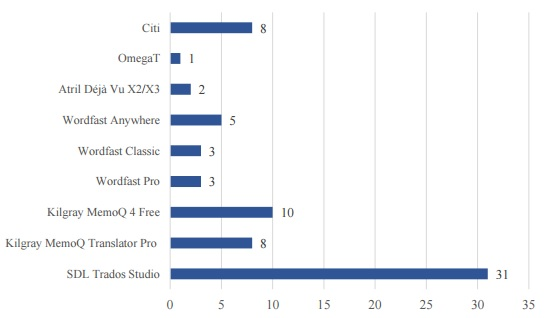 Citi 8
OmegaT 1
Atril Déjà Vu X2/X3 2
Wordfast Anywhere 5
Wordfast Classic 3
Wordfast Pro 3
Kilgray MemoQ 4 Free 10
Kilgray MemoQ Translator Pro 8
SDL Trados Studio 31
0 5 10 15 20 25 30 35